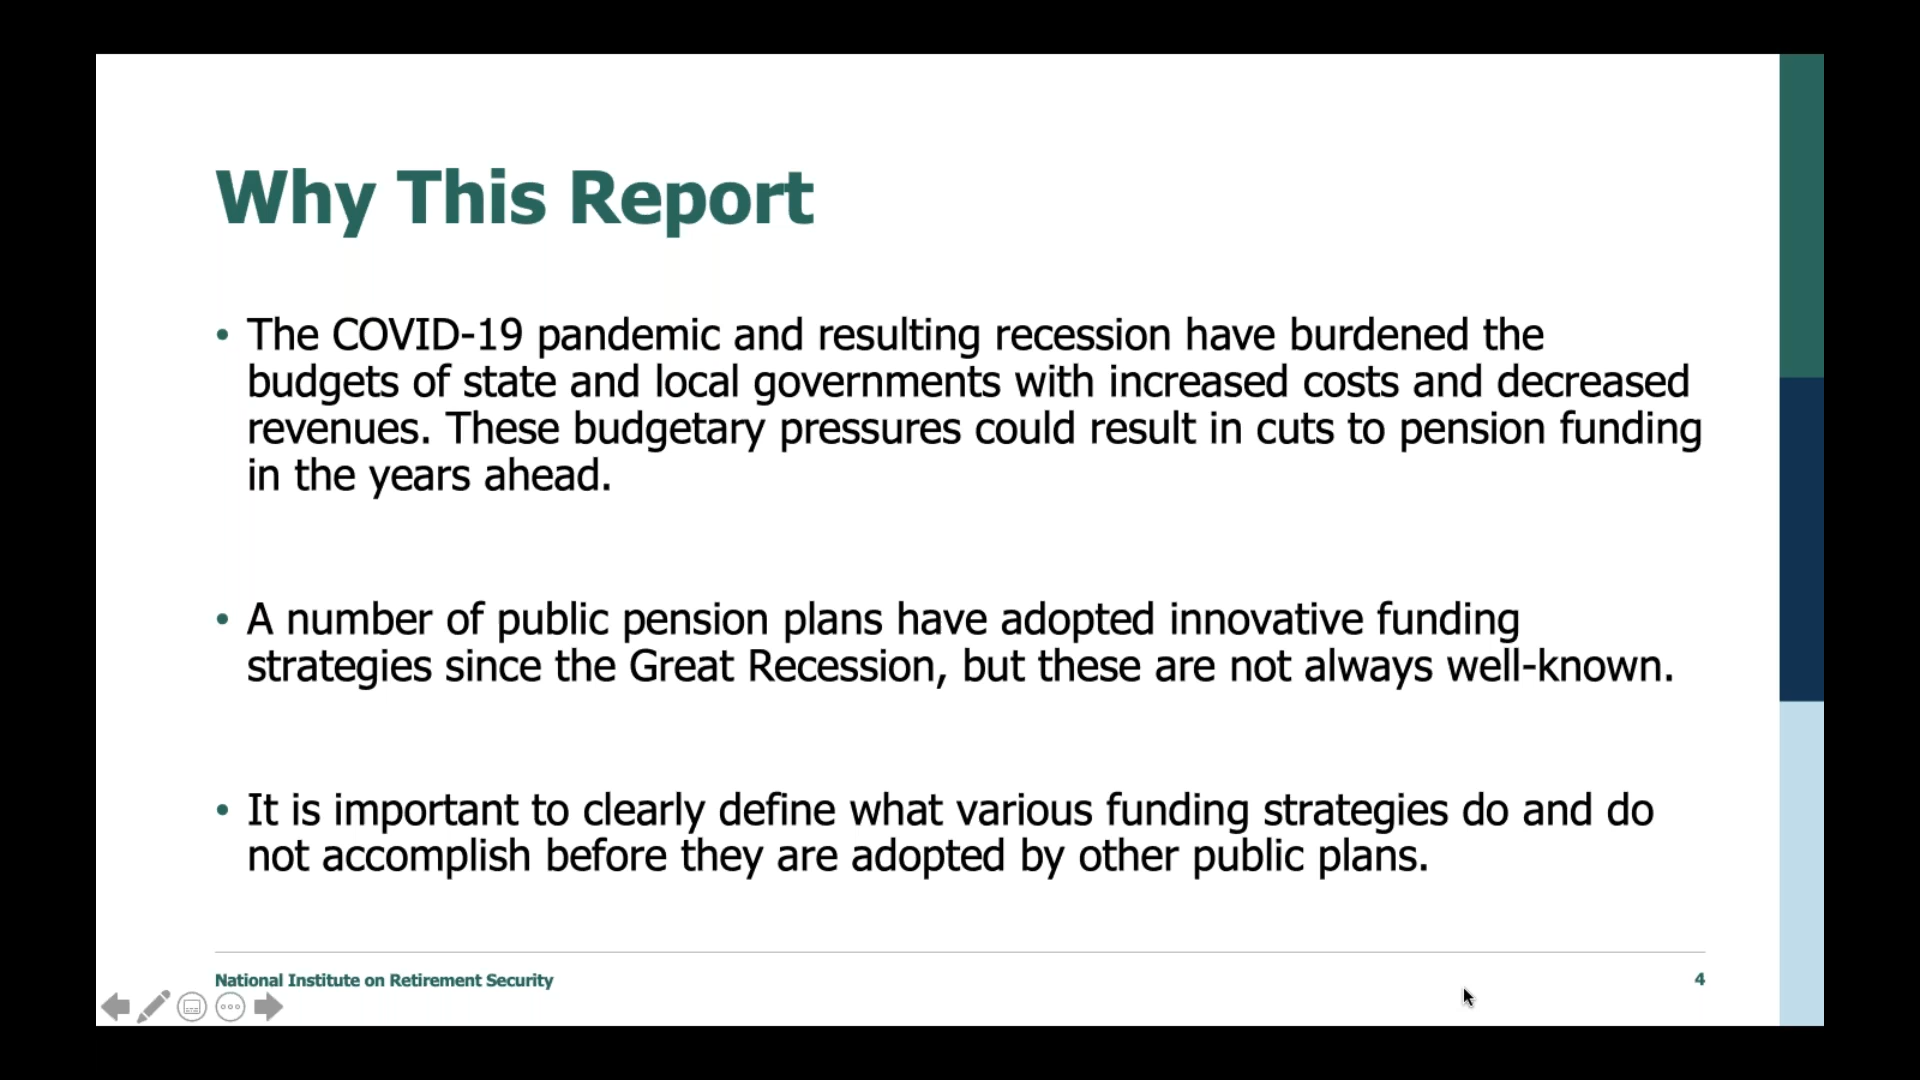 Why This Report
• The COVID-19 pandemic and resulting recession have burdened the
budgets of state and local governments with increased costs and decreased
revenues. These budgetary pressures could result in cuts to pension funding
in the years ahead.
• A number of public pension plans have adopted innovative funding
strategies since the Great Recession, but these are not always well-known.
• It is important to clearly define what various funding strategies do and do
not accomplish before they are adopted by other public plans.
National Institute on Retirement Security
4